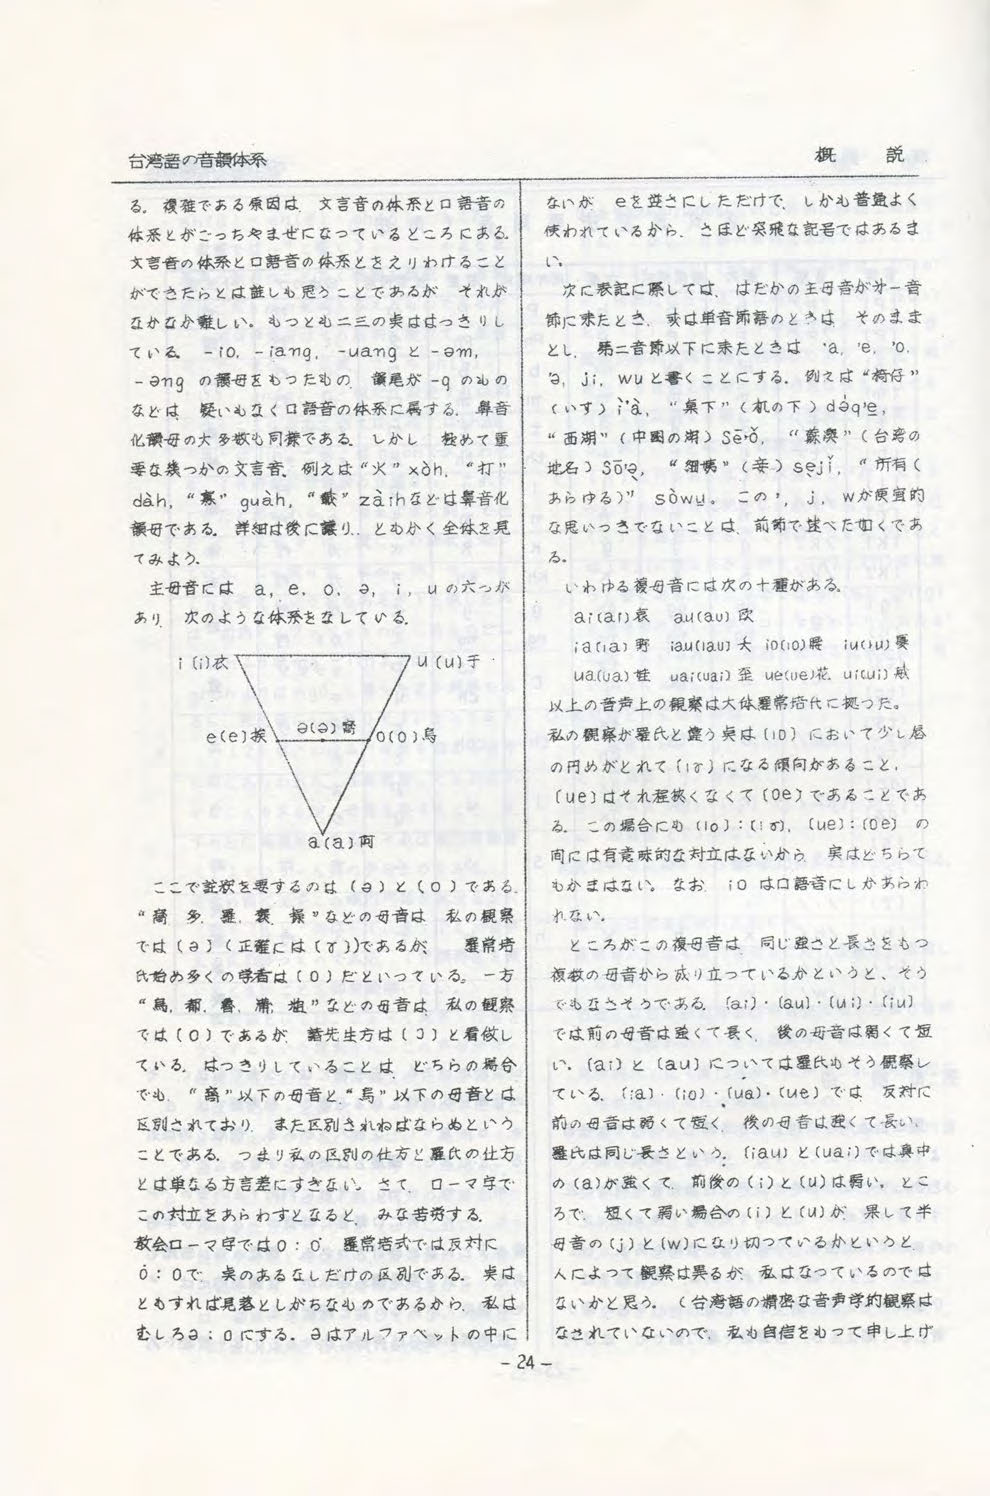 台湾語の音韻体系
概 説
る。複雑である原因は、文言音の体系と口語音の
体系とがごっちやまぜになつているところにある。
文言音の体系と口語音の体系とをえりわけること
ができたらとは誰しも思うことであるが、それが
なかなか難しい。もつとも二三の点ははっきりし
ている。 -io, -iang, -uang と -əm,
-əng の韻母をもつたもの、韻尾が -q のもの
などは、疑いもなく口語音の体系に属する。鼻音
化韻母の大多数も同様である。しかし、極めて重
要な幾つかの文言音、例えば“火” xòh, “打”
dàh, “寡” guàh, “ ” zàih などは鼻音化
韻母である。詳細は後に譲り、ともかく全体を見
てみよう。
主母音には a, e, o, ə, i, u の六つが
あり、次のような体系をなしている。
i (i)衣
u (u)于
e(e)挨
ə(ə)
o(o)烏
a(a)阿
ここで註釈を要するのは(ə)と(o)である。
“ 、多、羅、褒、操”などの母音は、私の観察
では(ə)(正確には(ɤ))であるが、羅常培
氏始め多くの学者は(o)だといつている。一方
“烏、都、魯、 、祖”などの母音は、私の観察
では(o)であるが、諸先生方は(ɔ)と看做し
ている。はつきりしていることは、どちらの場合
でも、“ ”以下の母音と“烏”以下の母音とは
区別されており、また区別されねばならぬという
ことである。つまり私の区別の仕方と羅氏の仕方
とは単なる方言差にすぎない。さて、ローマ字で
この対立をあらわすとなると、みな苦労する。
教会ローマ字では o : o͘、羅常培式では反対に
ȯ : o で、点のあるなしだけの区別である。点は
ともすれば見落としがちなものであるから、私は
むしろ ə : o にする。ə はアルファベットの中に
ないが、e を逆さにしただけで、しかも普通よく
使われているから、さほど突飛な記号ではあるま
い。
次に表記に際しては、はだかの主母音が才一音
節に来たとき、或は単音節語のときは、そのまま
とし、第二音節以下に来たときは 'a, 'e, 'o,
'ə, ji, wu と書くことにする。例えば“椅仔”
(いす) ì'à, “桌下”(机の下) də̀q'e̱,
“西湖”(中国の湖) Sē'ǒ, “蘇澳”(台湾の
地名) Sō'ə̱, “細姨”(妾) se̱jǐ, “所有(
あらゆる)” sòwu̱。この ', j, w が便宜的
な思いつきでないことは、前節で述べた如くであ
る。
いわゆる複母音には次の十種がある。
ai(ai)哀 au(au)欧
ia(ia)野 iau(iau)夭 io(io)腰 iu(iu)憂
ua(ua)娃 uai(uai)歪 ue(ue)花 ui(ui)威
以上の音声上の観察は大体羅常培氏に拠つた。
私の観察が羅氏と違う点は(io)において少し唇
の円めがとれて(iɤ)になる傾向があること、
(ue)はそれ程狭くなくて(oe)であることであ
る。この場合にも(io):(iɤ), (ue):(oe) の
間には有意味的な対立はないから、実はどちらで
もかまはない。なお、io は口語音にしかあらわ
れない。
ところがこの複母音は、同じ強さと長さをもつ
複数の母音から成り立つているかというと、そう
でもなさそうである。(ai)・(au)・(ui)・(iu)
では前の母音は強くて長く、後の母音は弱くて短
い。(ai)と(au)については羅氏もそう観察し
ている。(ia)・(io)・(ua)・(ue)では、反対に
前の母音は弱くて短く、後の母音は強くて長い。
羅氏は同じ長さという。(iau)と(uai)では真中
の(a)が強くて、前後の(i)と(u)は弱い。とこ
ろで、短くて弱い場合の(i)と(u)が、果して半
母音の(j)と(w)になり切つているかというと、
人によつて観察は異るが、私はなつているのでは
ないかと思う。(台湾語の精密な音声学的観察は
なされていないので、私も自信をもつて申し上げ
- 24 -